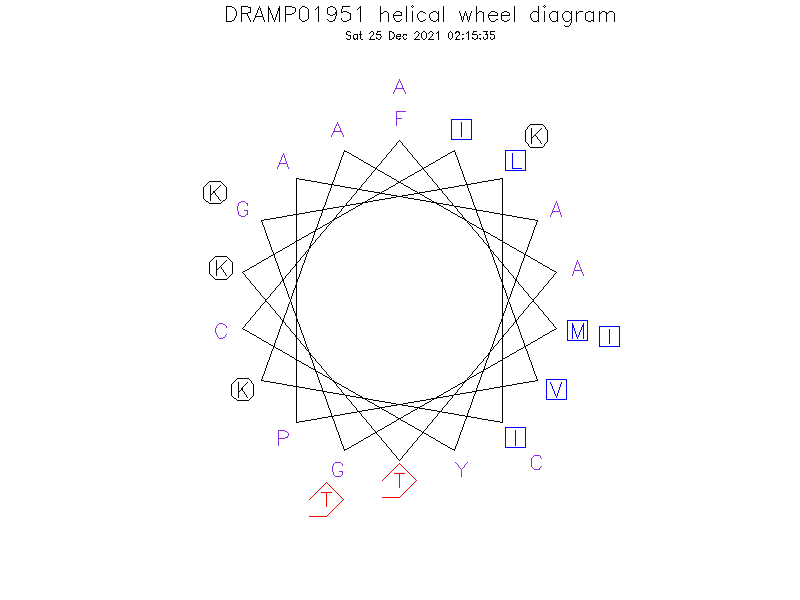 DRAMP01951 helical wheel diagram
Sat 25 Dec 2021 02:15:35
A
F
A
I
K
A
L
K
G
A
K
A
C
M
I
K
V
P
I
G
Y
C
T
T